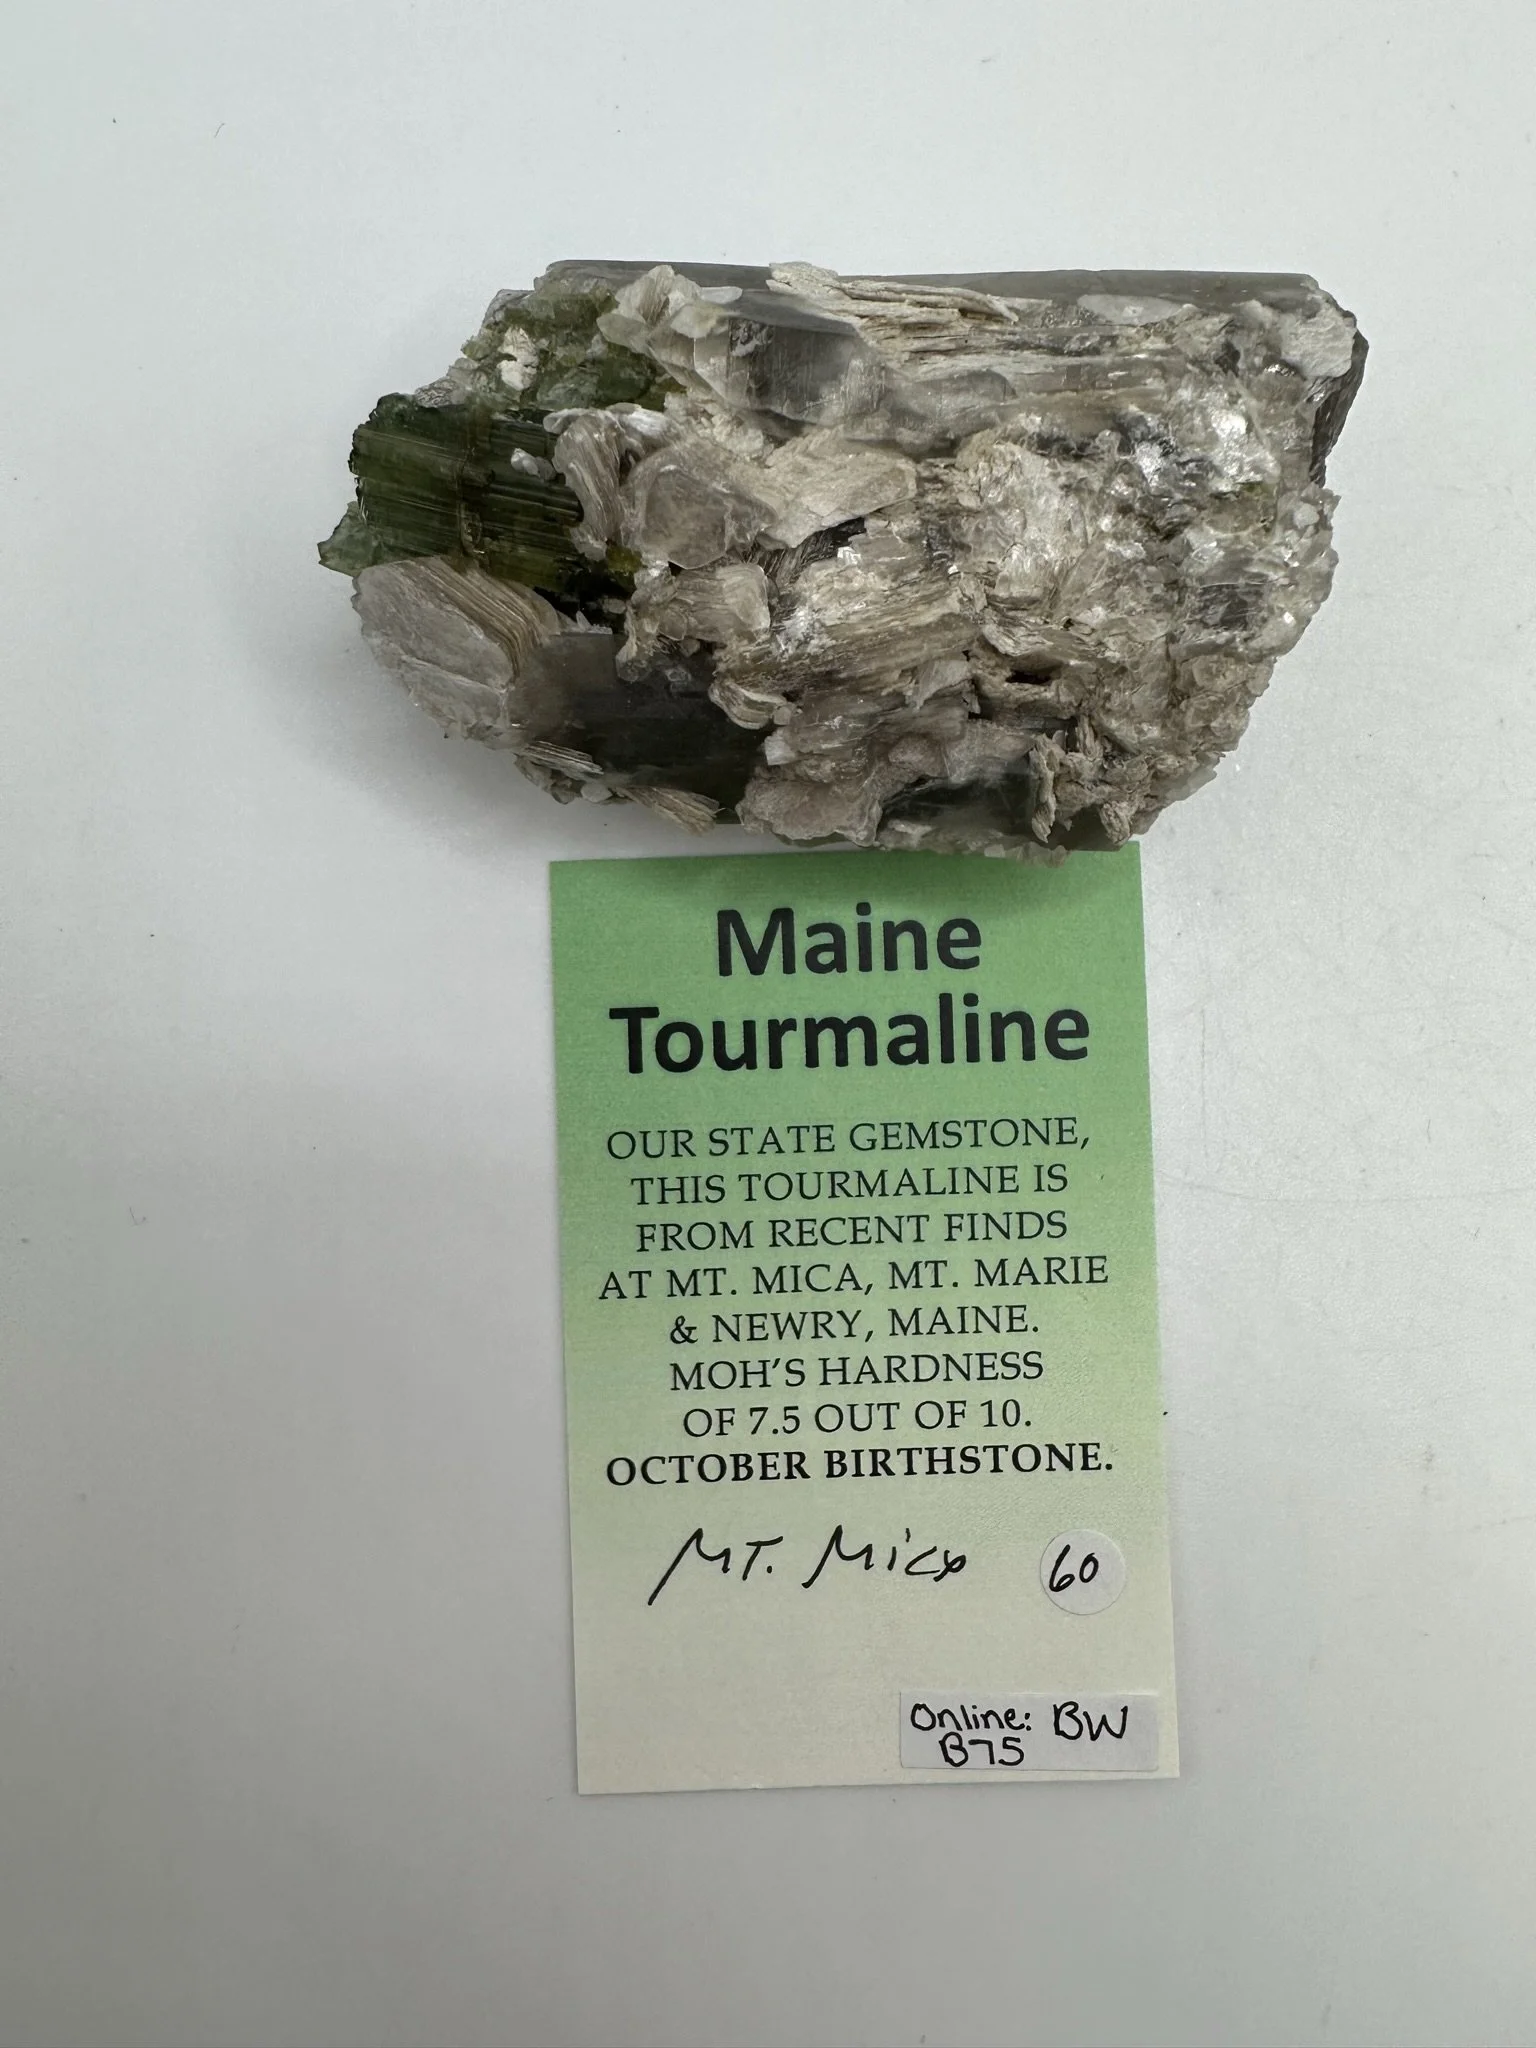 Maine
Tourmaline
OUR STATE GEMSTONE,
THIS TOURMALINE IS
FROM RECENT FINDS
AT MT. MICA, MT. MARIE
& NEWRY, MAINE.
MOH'S HARDNESS
OF 7.5 OUT OF 10.
OCTOBER BIRTHSTONE.
MT. Mica 60
Online: BW
B75